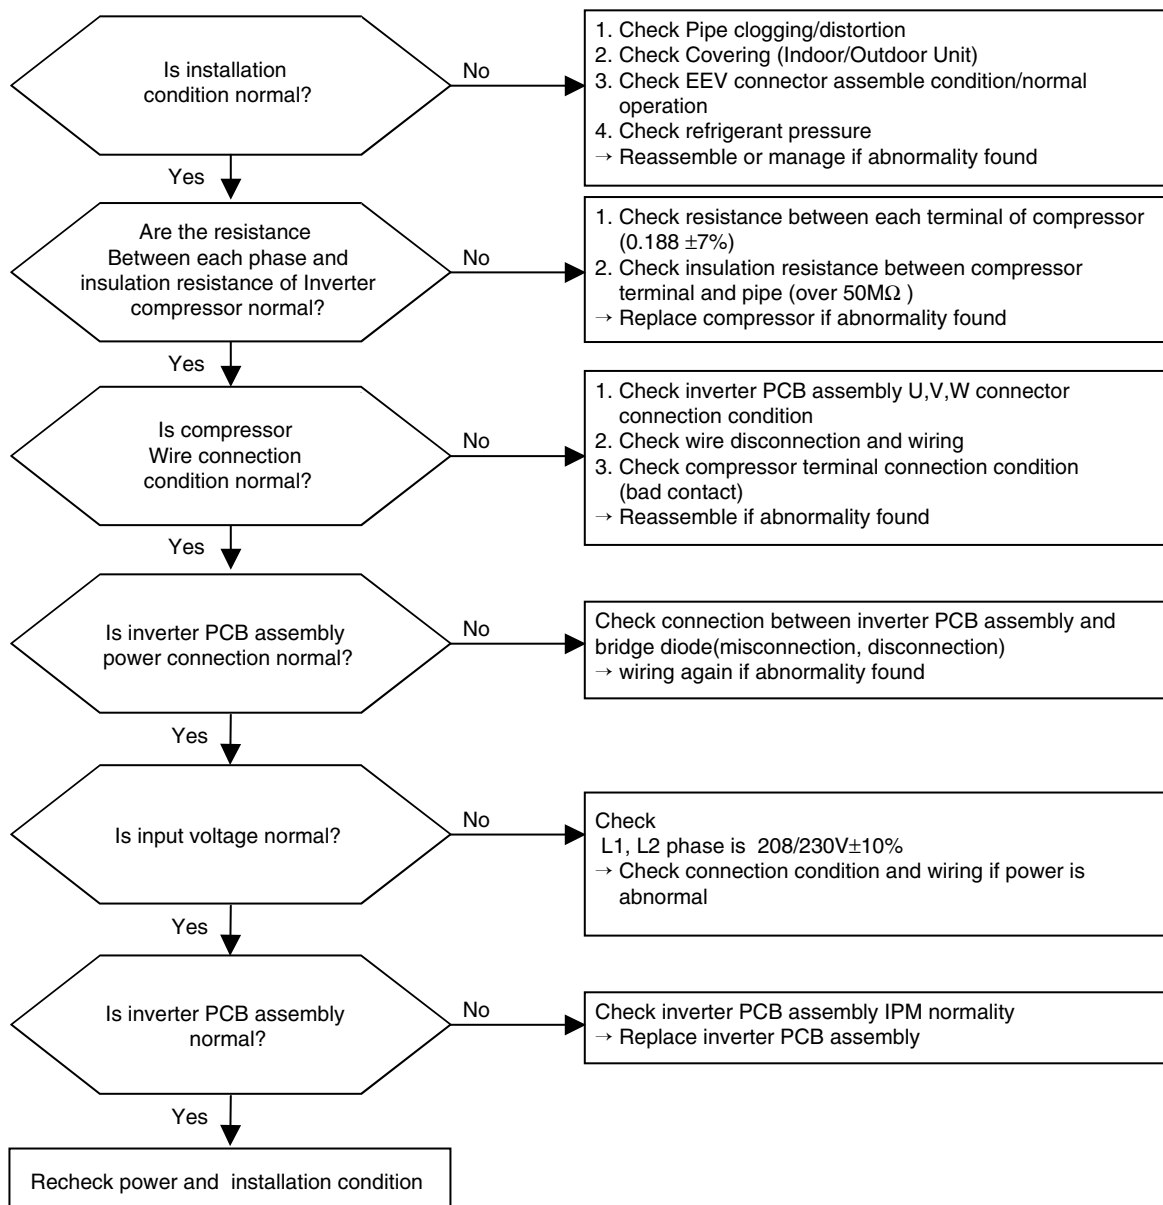 Is installation
condition normal?
No
1. Check Pipe clogging/distortion
2. Check Covering (Indoor/Outdoor Unit)
3. Check EEV connector assemble condition/normal
operation
4. Check refrigerant pressure
→ Reassemble or manage if abnormality found
Yes
Are the resistance
Between each phase and
insulation resistance of Inverter
compressor normal?
No
1. Check resistance between each terminal of compressor
(0.188 ±7%)
2. Check insulation resistance between compressor
terminal and pipe (over 50MΩ )
→ Replace compressor if abnormality found
Yes
Is compressor
Wire connection
condition normal?
No
1. Check inverter PCB assembly U,V,W connector
connection condition
2. Check wire disconnection and wiring
3. Check compressor terminal connection condition
(bad contact)
→ Reassemble if abnormality found
Yes
Is inverter PCB assembly
power connection normal?
No
Check connection between inverter PCB assembly and
bridge diode(misconnection, disconnection)
→ wiring again if abnormality found
Yes
Is input voltage normal?
No
Check
L1, L2 phase is 208/230V±10%
→ Check connection condition and wiring if power is
abnormal
Yes
Is inverter PCB assembly
normal?
No
Check inverter PCB assembly IPM normality
→ Replace inverter PCB assembly
Yes
Recheck power and installation condition